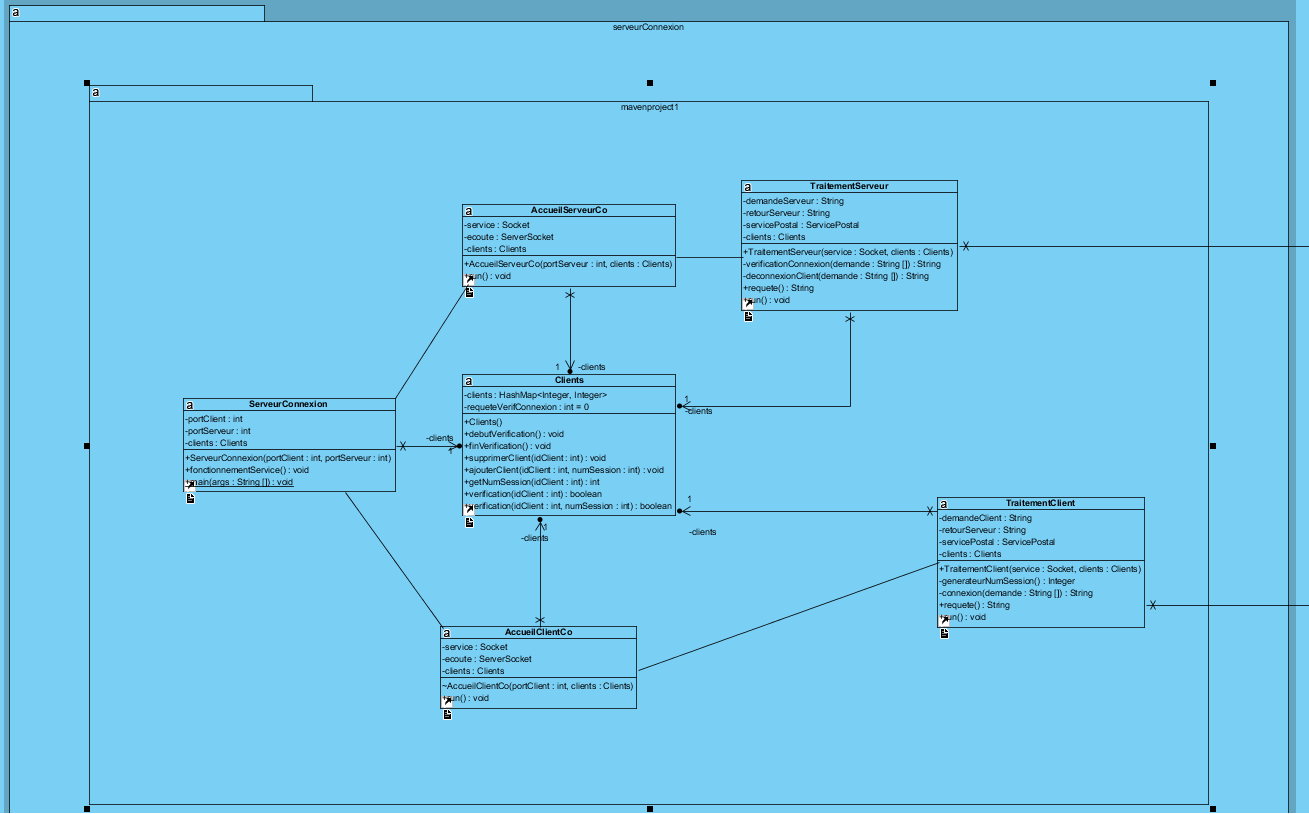 a
serveurConnexion
a
mavenproject1
a
TraitementServeur
-demandeServeur : String
-retourServeur : String
-servicePostal : ServicePostal
-clients : Clients
+TraitementServeur(service : Socket, clients : Clients)
-verificationConnexion(demande : String []) : String
-deconnexionClient(demande : String []) : String
+requete() : String
+run() : void
a
AccueilServeurCo
-service : Socket
-ecoute : ServerSocket
-clients : Clients
+AccueilServeurCo(portServeur : int, clients : Clients)
+run() : void
1
-clients
a
Clients
-clients : HashMap<Integer, Integer>
-requeteVerifConnexion : int = 0
+Clients()
+debutVerification() : void
+finVerification() : void
+supprimerClient(idClient : int) : void
+ajouterClient(idClient : int, numSession : int) : void
+getNumSession(idClient : int) : int
+verification(idClient : int) : boolean
+verification(idClient : int, numSession : int) : boolean
1
-clients
a
ServeurConnexion
-portClient : int
-portServeur : int
-clients : Clients
+ServeurConnexion(portClient : int, portServeur : int)
+fonctionnementService() : void
+main(args : String []) : void
-clients
1
1
-clients
1
-clients
a
TraitementClient
-demandeClient : String
-retourServeur : String
-servicePostal : ServicePostal
-clients : Clients
+TraitementClient(service : Socket, clients : Clients)
-generateurNumSession() : Integer
-connexion(demande : String []) : String
+requete() : String
+run() : void
a
AccueilClientCo
-service : Socket
-ecoute : ServerSocket
-clients : Clients
~AccueilClientCo(portClient : int, clients : Clients)
+run() : void